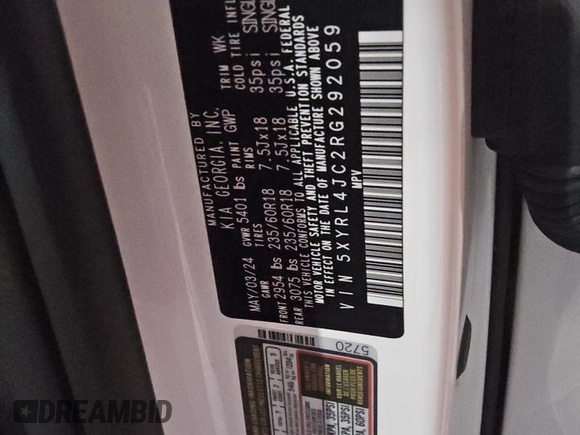 MANUFACTURED BY
KIA GEORGIA, INC.
MAY/03/24 GVWR 5401 lbs PAINT GWP TRIM WK
GAWR TIRES RIMS COLD TIRE INFL
FRONT 2954 lbs 235/60R18 7.5Jx18 35psi SINGL
REAR 3075 lbs 235/60R18 7.5Jx18 35psi SINGL
THIS VEHICLE CONFORMS TO ALL APPLICABLE U.S.A. FEDERAL
MOTOR VEHICLE SAFETY AND THEFT PREVENTION STANDARDS
IN EFFECT ON THE DATE OF MANUFACTURE SHOWN ABOVE
VIN 5XYRL4JC2RG292059
MPV
5720
DREAMBID